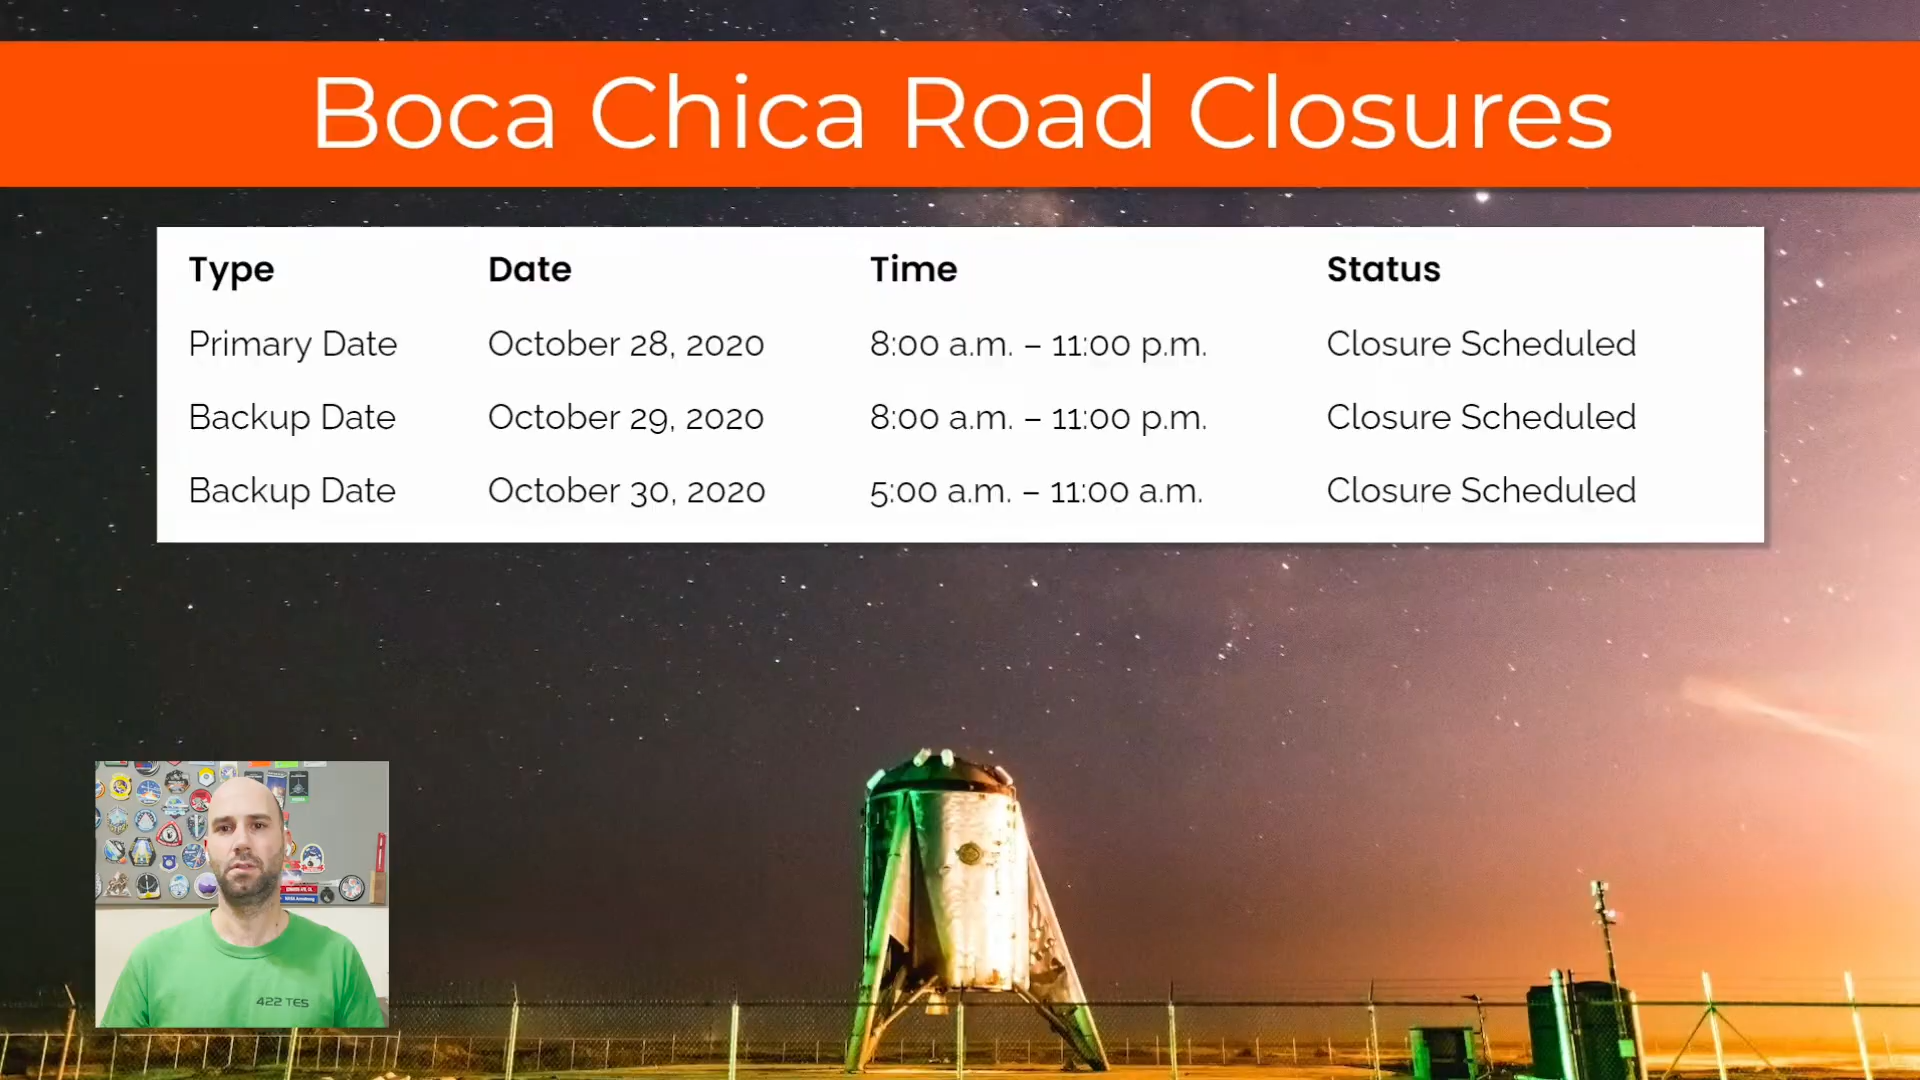 Boca Chica Road Closures
Type Date Time Status
Primary Date October 28, 2020 8:00 a.m. – 11:00 p.m. Closure Scheduled
Backup Date October 29, 2020 8:00 a.m. – 11:00 p.m. Closure Scheduled
Backup Date October 30, 2020 5:00 a.m. – 11:00 a.m. Closure Scheduled
422 TES